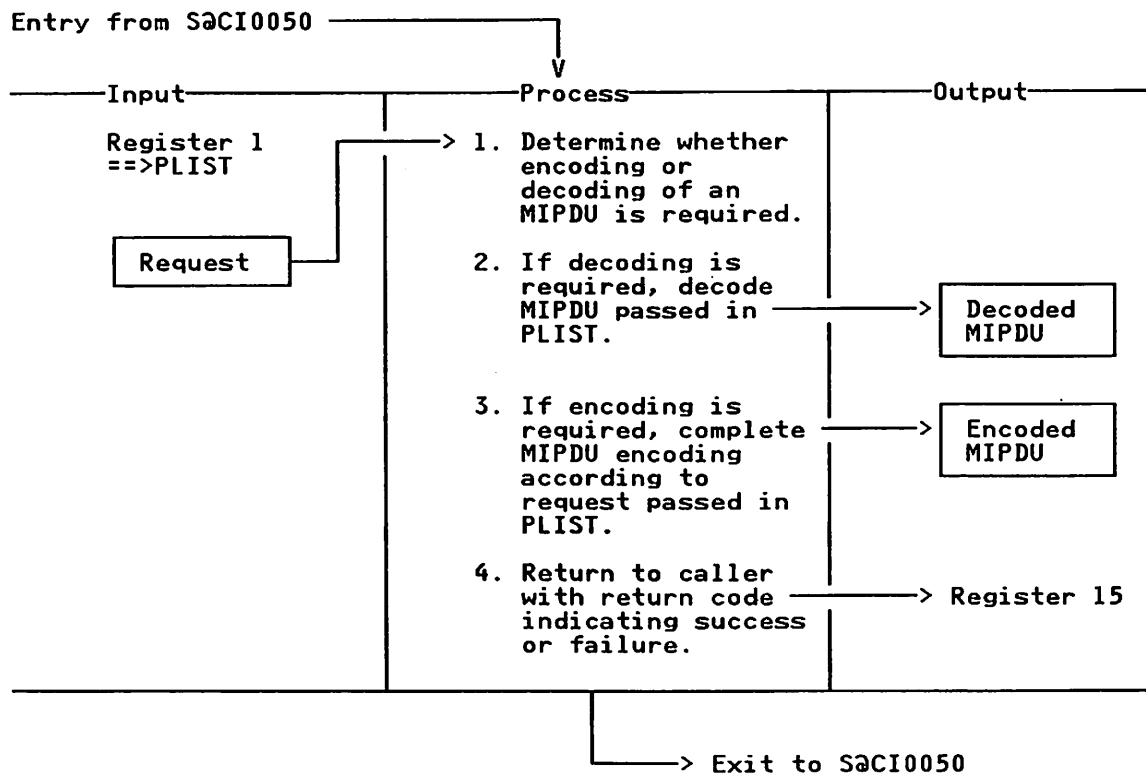 Entry from SəCI0050
Input
Process
Output
Register 1
==>PLIST
Request
> 1. Determine whether
encoding or
decoding of an
MIPDU is required.
2. If decoding is
required, decode
MIPDU passed in
PLIST.
> Decoded
MIPDU
3. If encoding is
required, complete
MIPDU encoding
according to
request passed in
PLIST.
> Encoded
MIPDU
4. Return to caller
with return code
indicating success
or failure.
> Register 15
> Exit to SəCI0050